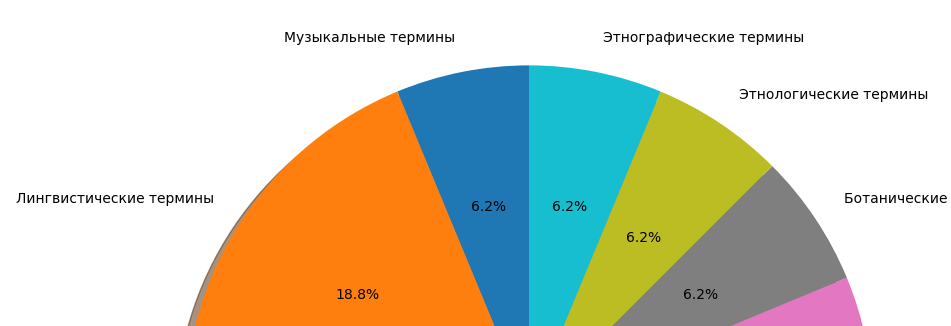 Музыкальные термины
Этнографические термины
Этнологические термины
Лингвистические термины
Ботанические
6.2%
6.2%
6.2%
18.8%
6.2%